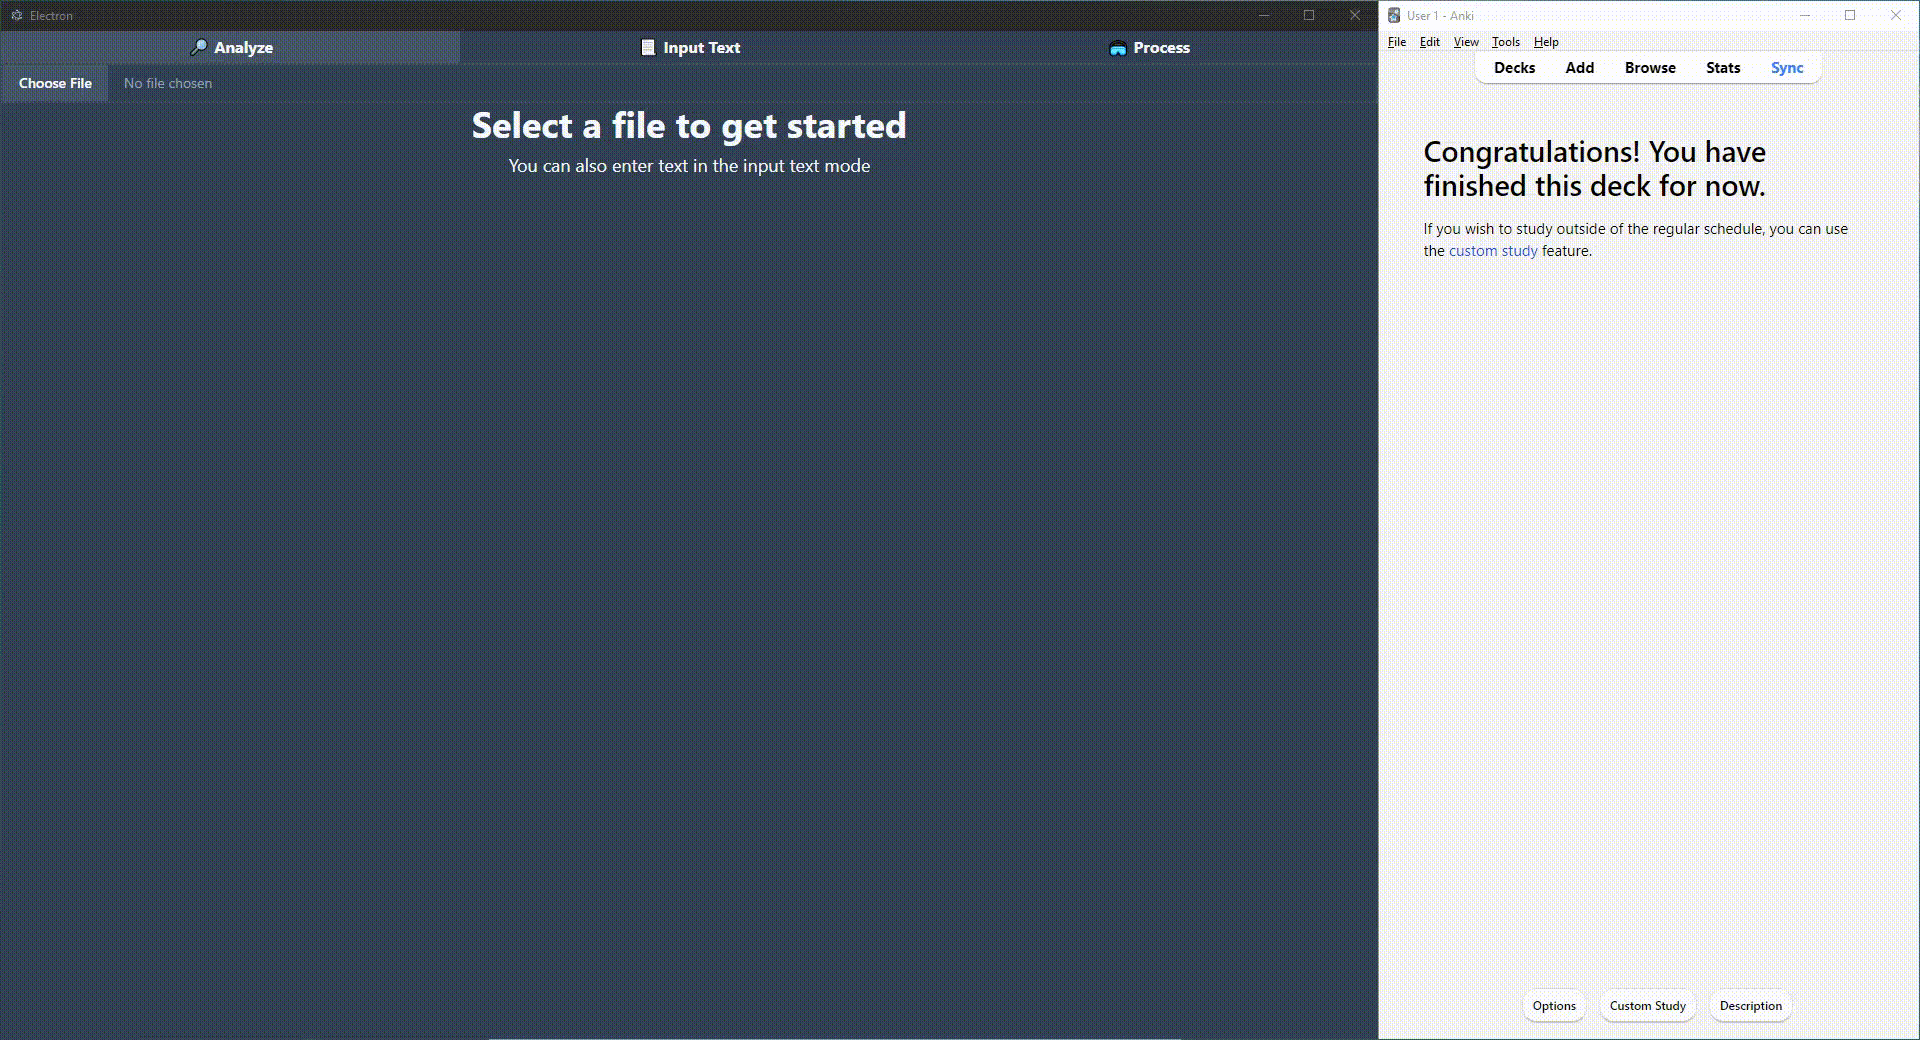 Electron
Analyze
Input Text
Process
Choose File
No file chosen
Select a file to get started
You can also enter text in the input text mode
User 1 - Anki
File Edit View Tools Help
Decks Add Browse Stats Sync
Congratulations! You have
finished this deck for now.
If you wish to study outside of the regular schedule, you can use
the custom study feature.
Options Custom Study Description